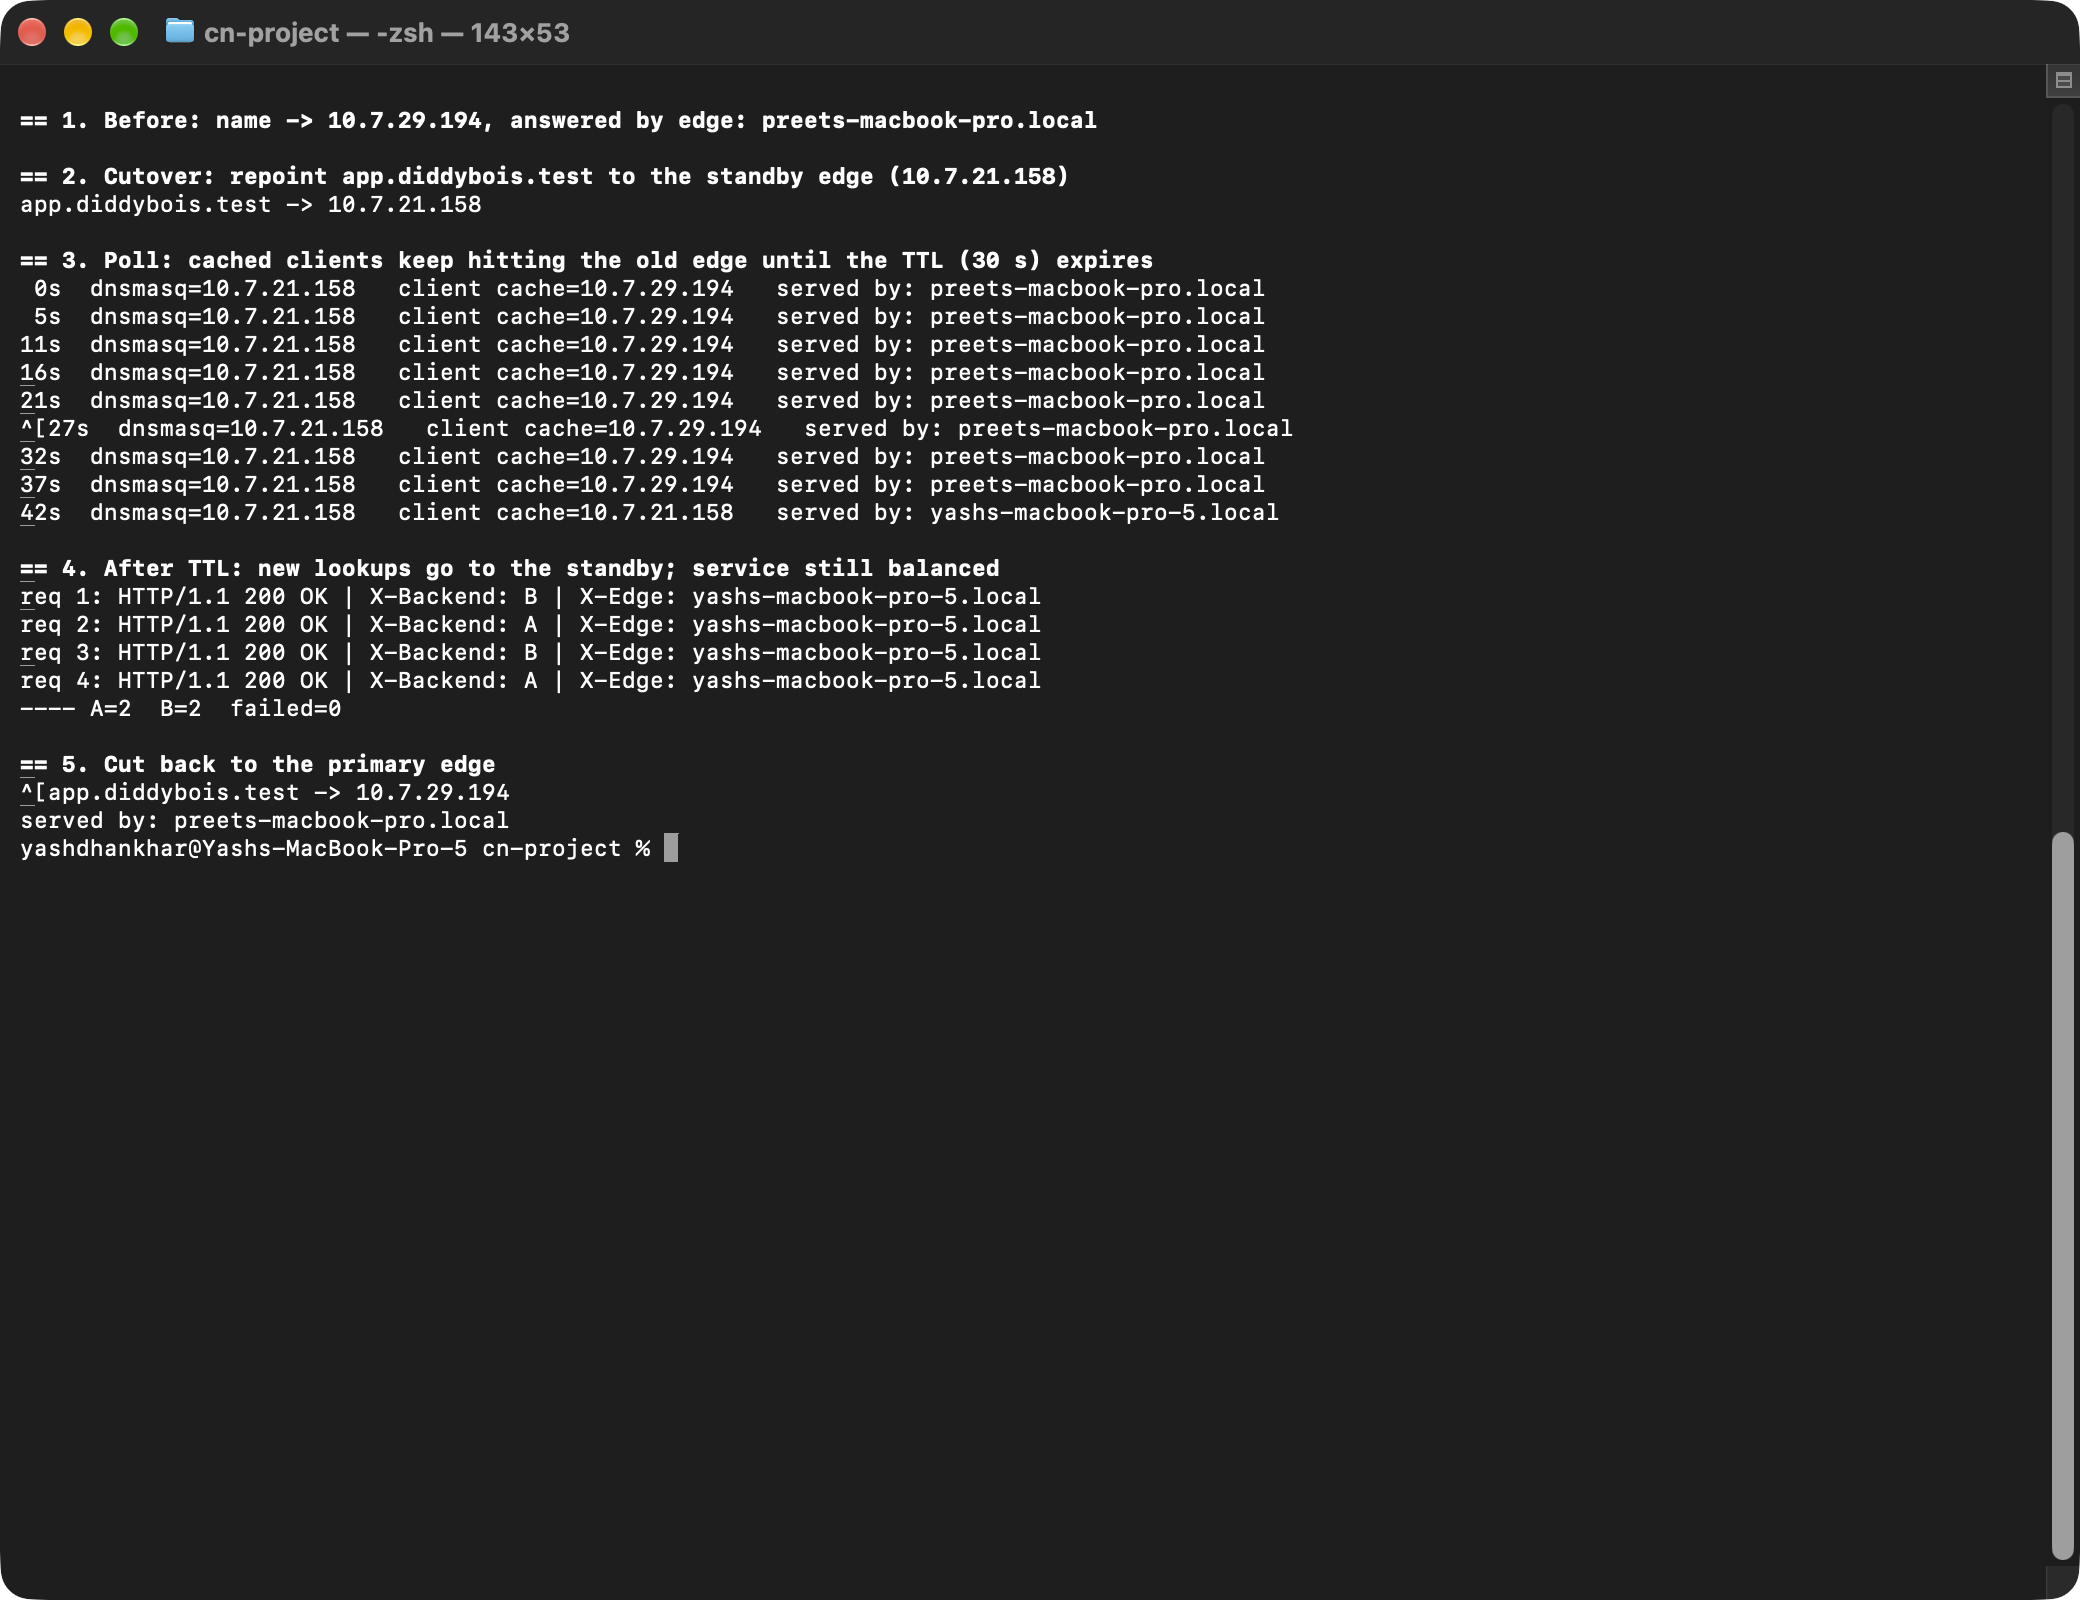 cn-project — -zsh — 143×53
== 1. Before: name -> 10.7.29.194, answered by edge: preets-macbook-pro.local
== 2. Cutover: repoint app.diddybois.test to the standby edge (10.7.21.158)
app.diddybois.test -> 10.7.21.158
== 3. Poll: cached clients keep hitting the old edge until the TTL (30 s) expires
 0s  dnsmasq=10.7.21.158   client cache=10.7.29.194   served by: preets-macbook-pro.local
 5s  dnsmasq=10.7.21.158   client cache=10.7.29.194   served by: preets-macbook-pro.local
11s  dnsmasq=10.7.21.158   client cache=10.7.29.194   served by: preets-macbook-pro.local
16s  dnsmasq=10.7.21.158   client cache=10.7.29.194   served by: preets-macbook-pro.local
21s  dnsmasq=10.7.21.158   client cache=10.7.29.194   served by: preets-macbook-pro.local
^[27s  dnsmasq=10.7.21.158   client cache=10.7.29.194   served by: preets-macbook-pro.local
32s  dnsmasq=10.7.21.158   client cache=10.7.29.194   served by: preets-macbook-pro.local
37s  dnsmasq=10.7.21.158   client cache=10.7.29.194   served by: preets-macbook-pro.local
42s  dnsmasq=10.7.21.158   client cache=10.7.21.158   served by: yashs-macbook-pro-5.local
== 4. After TTL: new lookups go to the standby; service still balanced
req 1: HTTP/1.1 200 OK | X-Backend: B | X-Edge: yashs-macbook-pro-5.local
req 2: HTTP/1.1 200 OK | X-Backend: A | X-Edge: yashs-macbook-pro-5.local
req 3: HTTP/1.1 200 OK | X-Backend: B | X-Edge: yashs-macbook-pro-5.local
req 4: HTTP/1.1 200 OK | X-Backend: A | X-Edge: yashs-macbook-pro-5.local
---- A=2  B=2  failed=0
== 5. Cut back to the primary edge
^[app.diddybois.test -> 10.7.29.194
served by: preets-macbook-pro.local
yashdhankhar@Yashs-MacBook-Pro-5 cn-project %